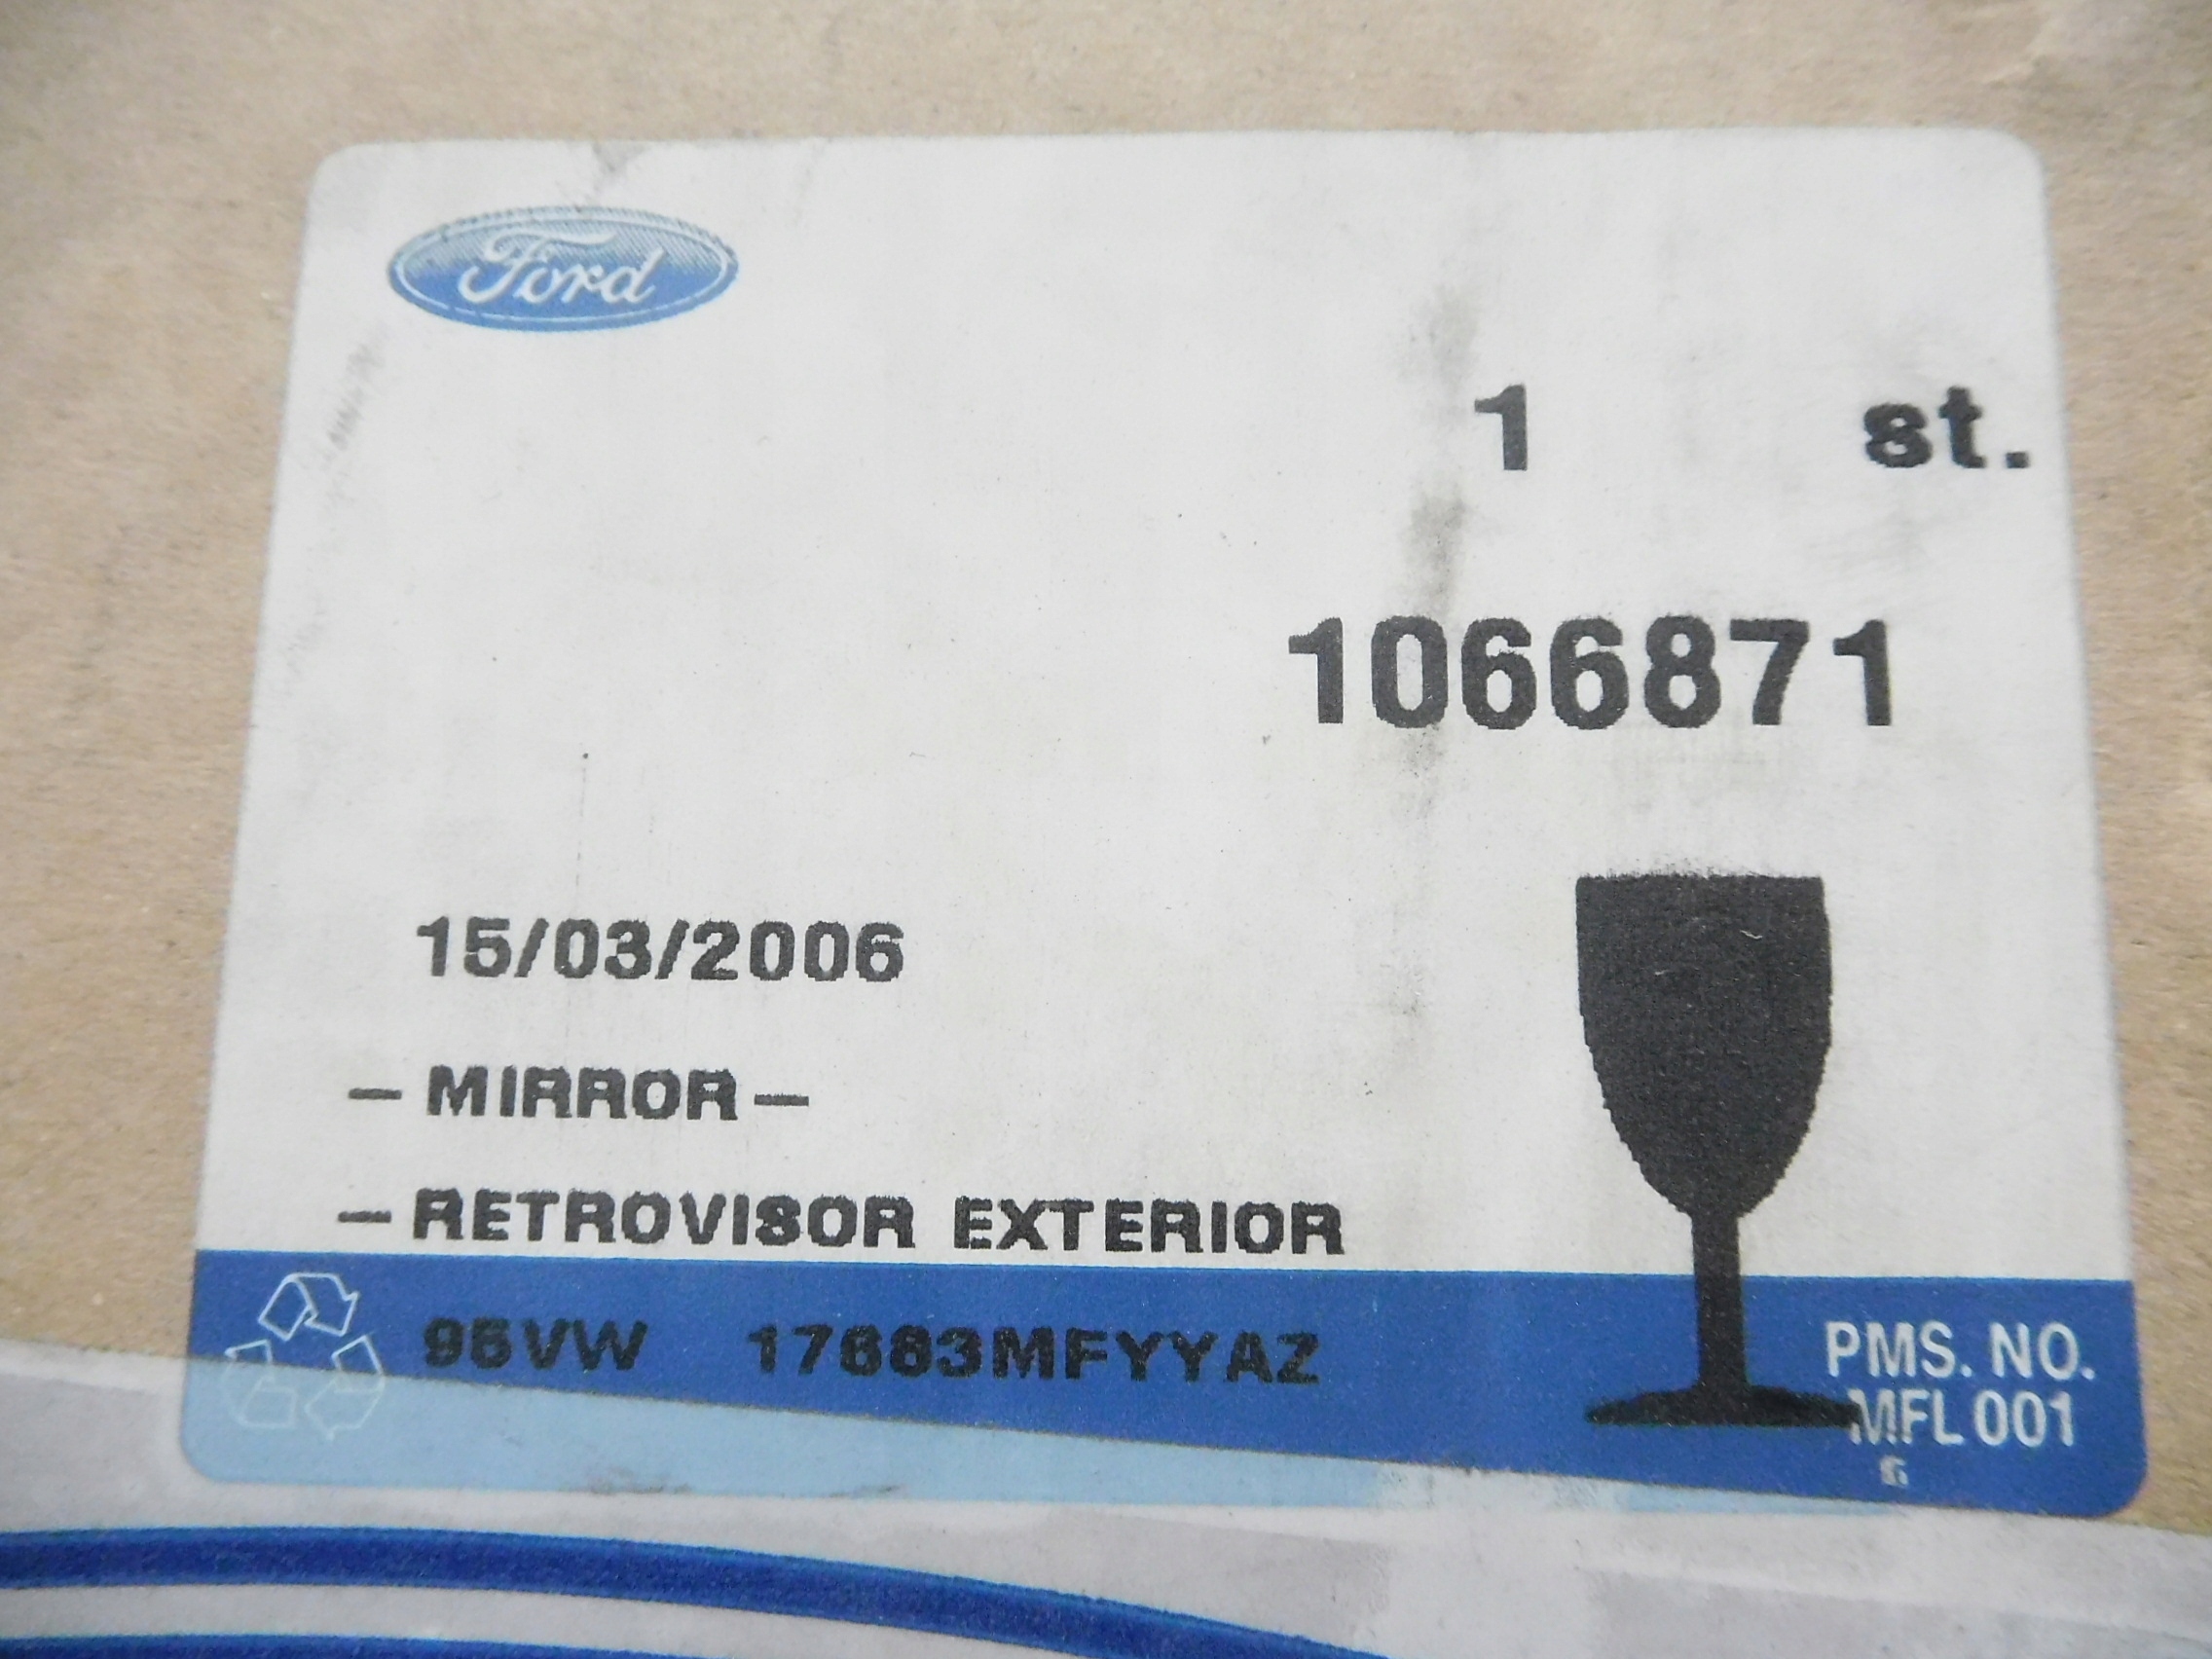 Ford
1 st.
1066871
15/03/2006
– MIRROR –
– RETROVISOR EXTERIOR
95VW 17683MFYYAZ
PMS. NO.
MFL 001
G